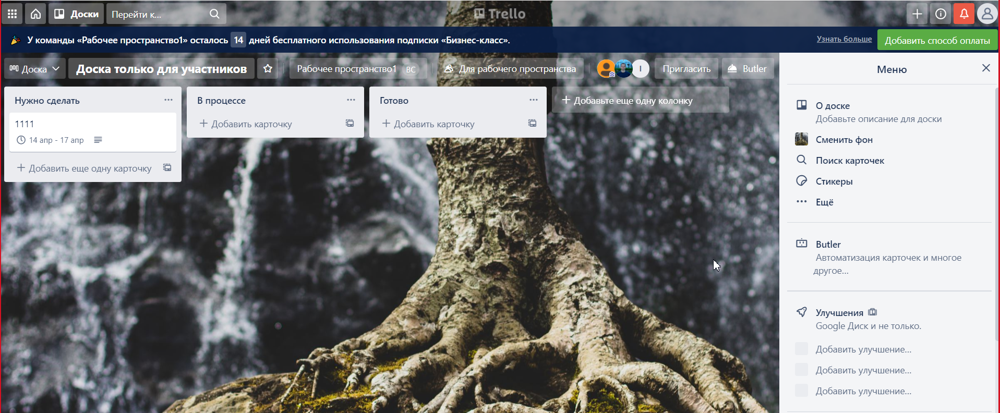 Доски
Перейти к...
Trello
У команды «Рабочее пространство1» осталось 14 дней бесплатного использования подписки «Бизнес-класс».
Узнать больше
Добавить способ оплаты
Доска
Доска только для участников
Рабочее пространство1 БС
Для рабочего пространства
I
Пригласить
Butler
Нужно сделать
1111
14 апр - 17 апр
Добавить еще одну карточку
В процессе
Добавить карточку
Готово
Добавить карточку
Добавьте еще одну колонку
Меню
О доске
Добавьте описание для доски
Сменить фон
Поиск карточек
Стикеры
Ещё
Butler
Автоматизация карточек и многое
другое...
Улучшения
Google Диск и не только.
Добавить улучшение...
Добавить улучшение...
Добавить улучшение...